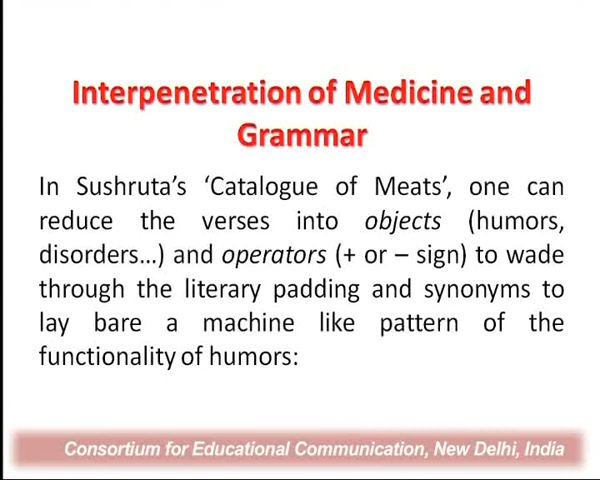 Interpenetration of Medicine and
Grammar
In Sushruta's 'Catalogue of Meats', one can
reduce the verses into objects (humors,
disorders...) and operators (+ or – sign) to wade
through the literary padding and synonyms to
lay bare a machine like pattern of the
functionality of humors:
Consortium for Educational Communication, New Delhi, India